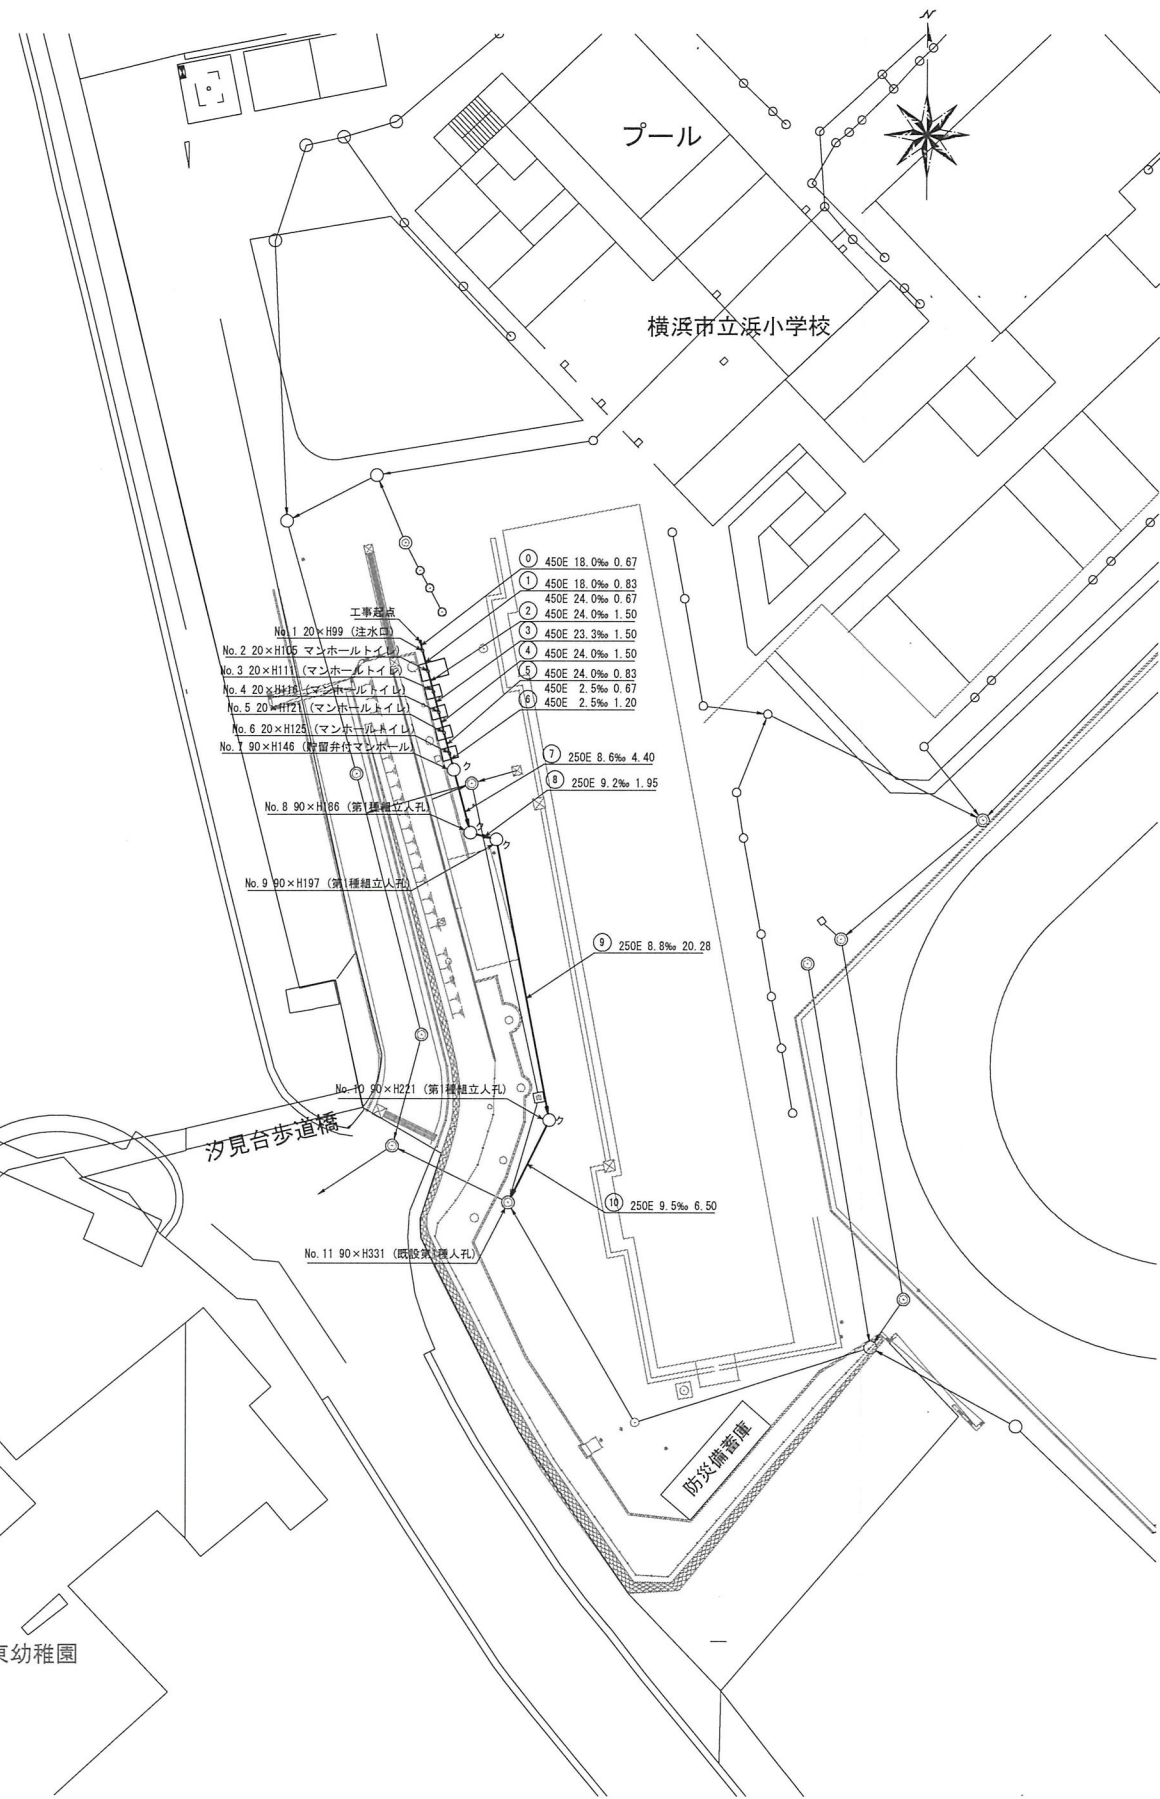 N
プール
横浜市立浜小学校
⓪ 450E 18.0‰ 0.67
① 450E 18.0‰ 0.83
450E 24.0‰ 0.67
② 450E 24.0‰ 1.50
③ 450E 23.3‰ 1.50
④ 450E 24.0‰ 1.50
⑤ 450E 24.0‰ 0.83
450E 2.5‰ 0.67
⑥ 450E 2.5‰ 1.20
工事起点
No.1 20×H99 (注水口)
No.2 20×H105 マンホールトイレ)
No.3 20×H111 (マンホールトイレ)
No.4 20×H116 (マンホールトイレ)
No.5 20×H121 (マンホールトイレ)
No.6 20×H125 (マンホールトイレ)
No.7 90×H146 (貯留弁付マンホール)
ク
⑦ 250E 8.6‰ 4.40
⑧ 250E 9.2‰ 1.95
No.8 90×H186 (第1種組立人孔)
ク
ク
No.9 90×H197 (第1種組立人孔)
⑨ 250E 8.8‰ 20.28
No.10 90×H221 (第1種組立人孔)
ク
汐見台歩道橋
⑩ 250E 9.5‰ 6.50
No.11 90×H331 (既設第1種人孔)
防災備蓄庫
東幼稚園